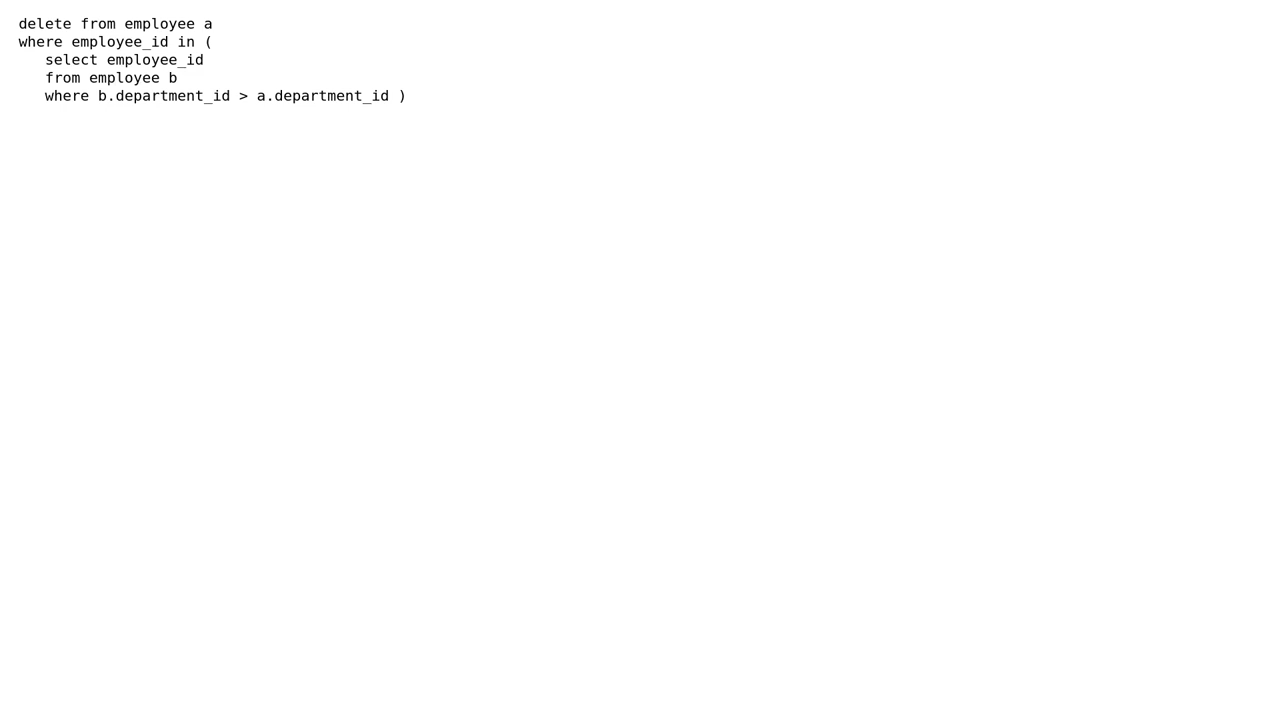 delete from employee a
where employee_id in (
   select employee_id
   from employee b
   where b.department_id > a.department_id )